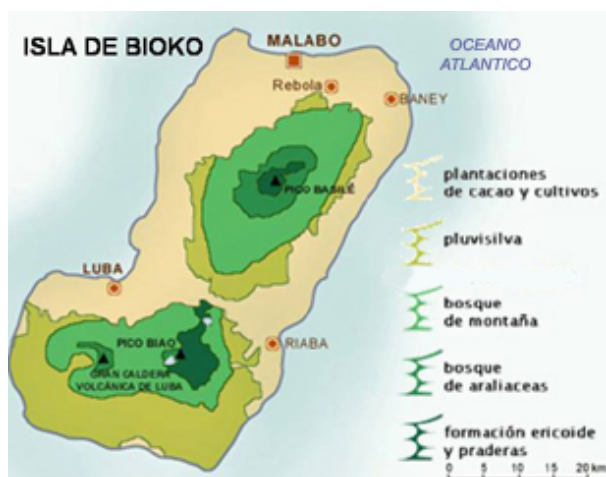 ISLA DE BIOKO
MALABO
OCEANO
ATLANTICO
Rebola
BANEY
PICO BASILÉ
plantaciones
de cacao y cultivos
pluvisilva
LUBA
bosque
de montaña
PICO BIAO
RIABA
GRAN CALDERA
VOLCÁNICA DE LUBA
bosque
de araliaceas
formación ericoide
y praderas
0 5 10 15 20 km